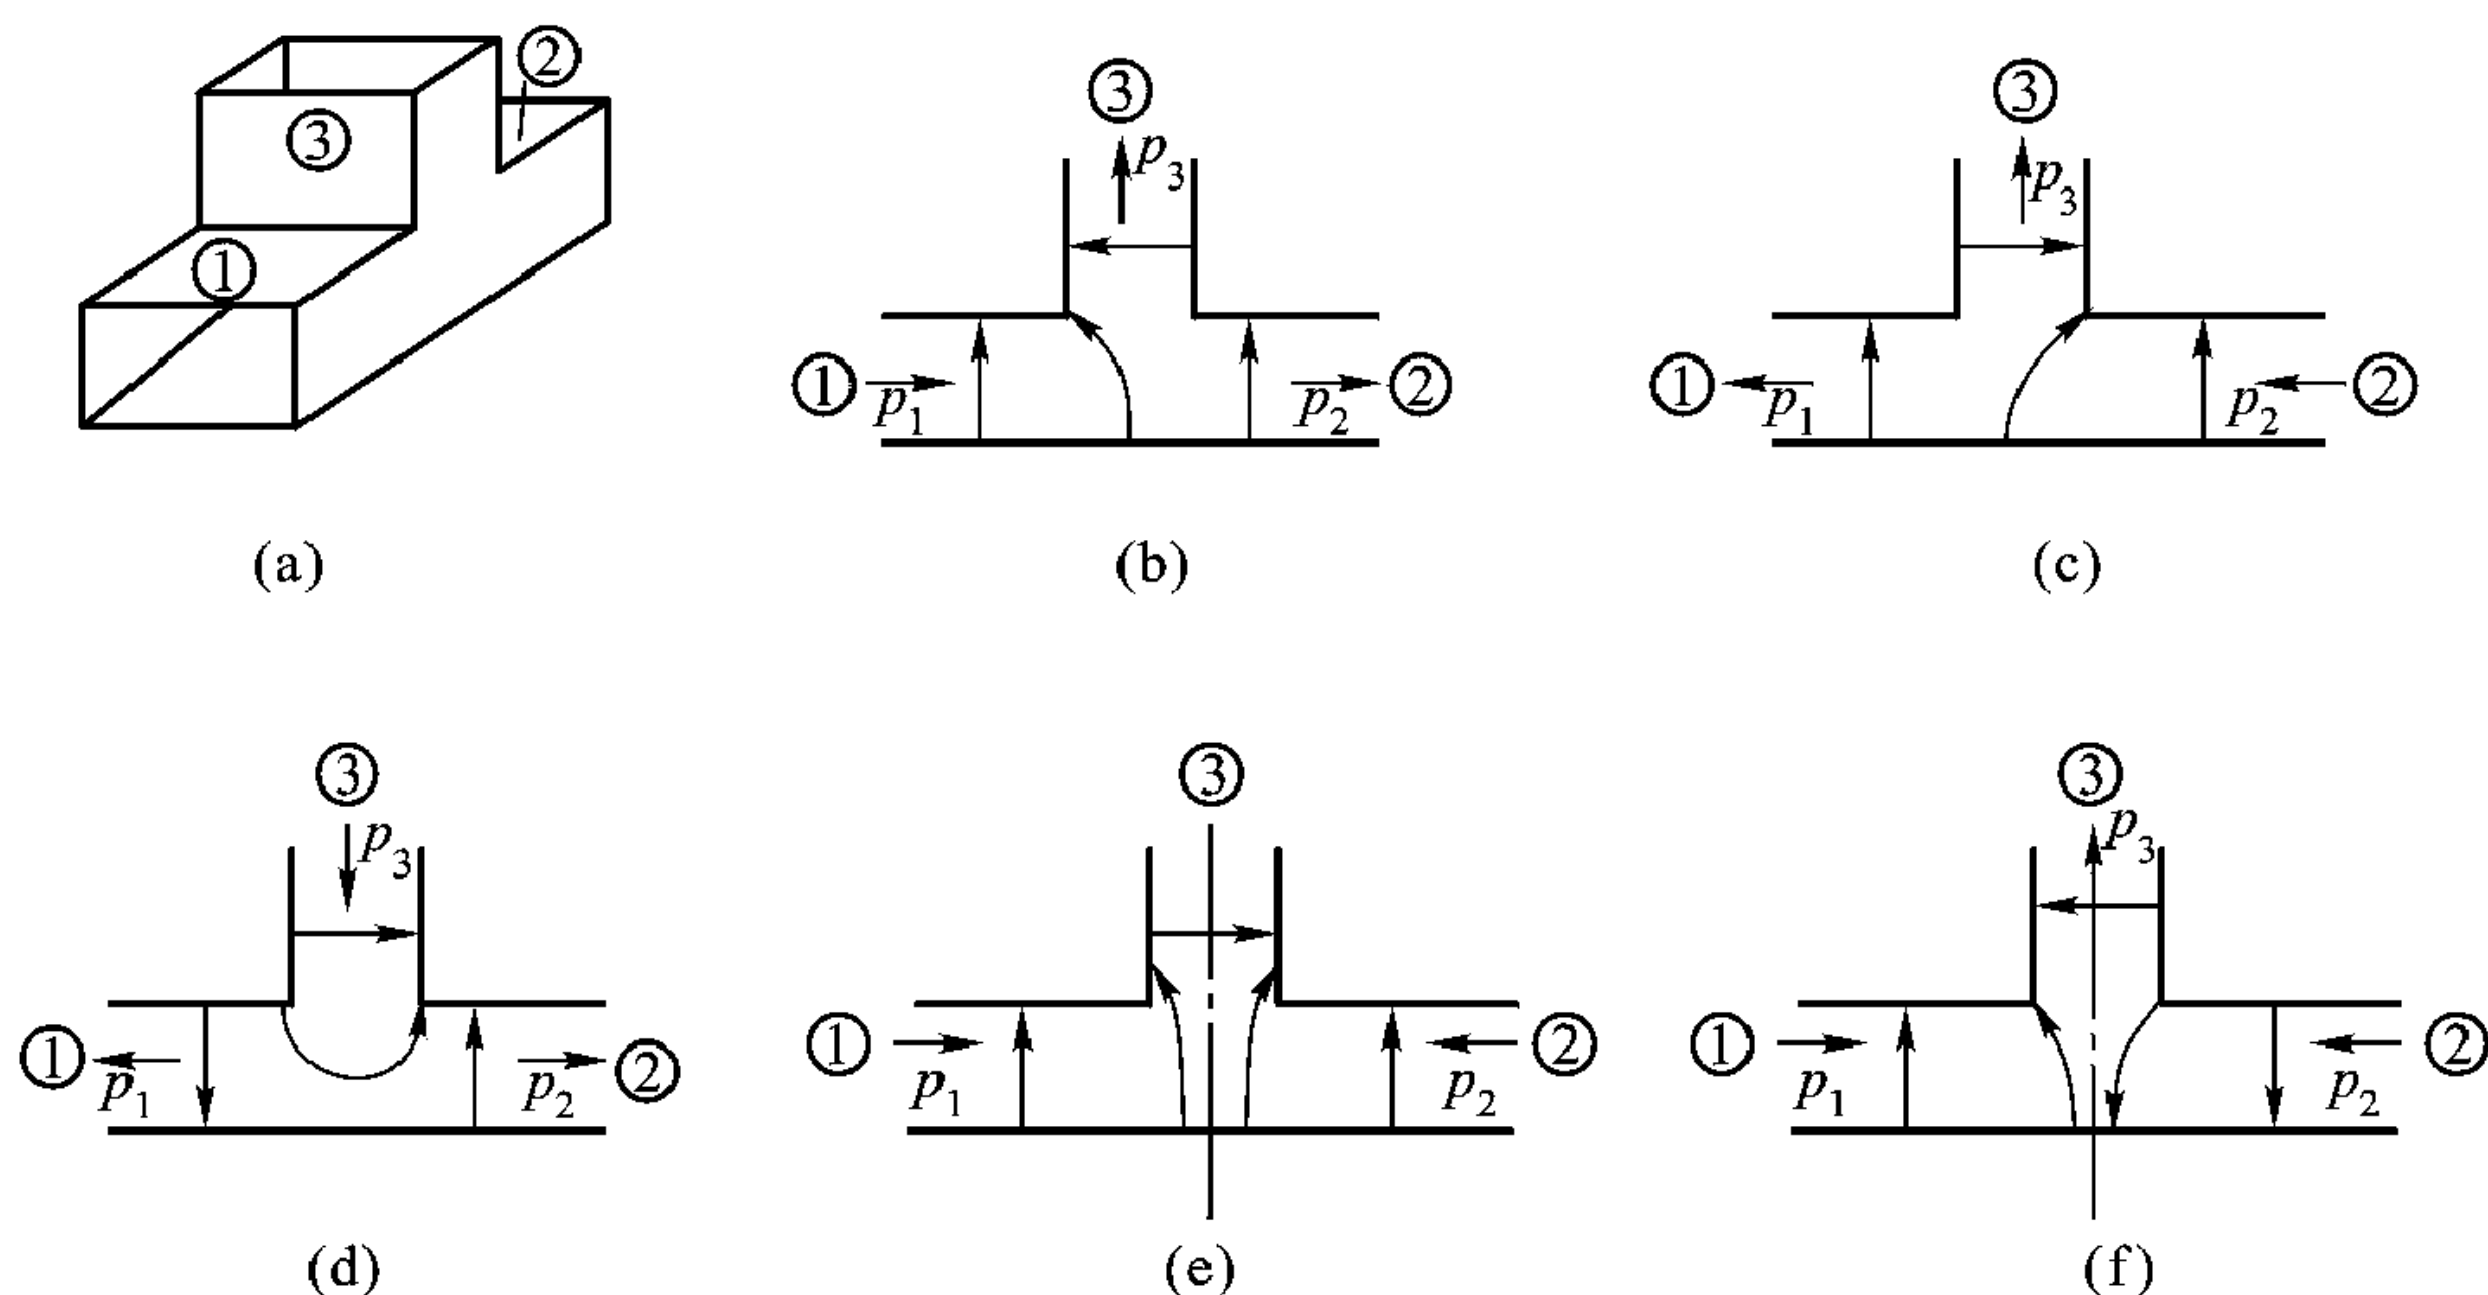 ②
③
①
(a)
③
p3
① p1 p2 ②
(b)
③
p3
① p1 p2 ②
(c)
③
p3
① p1 p2 ②
(d)
③
① p1 p2 ②
(e)
③
p3
① p1 p2 ②
(f)